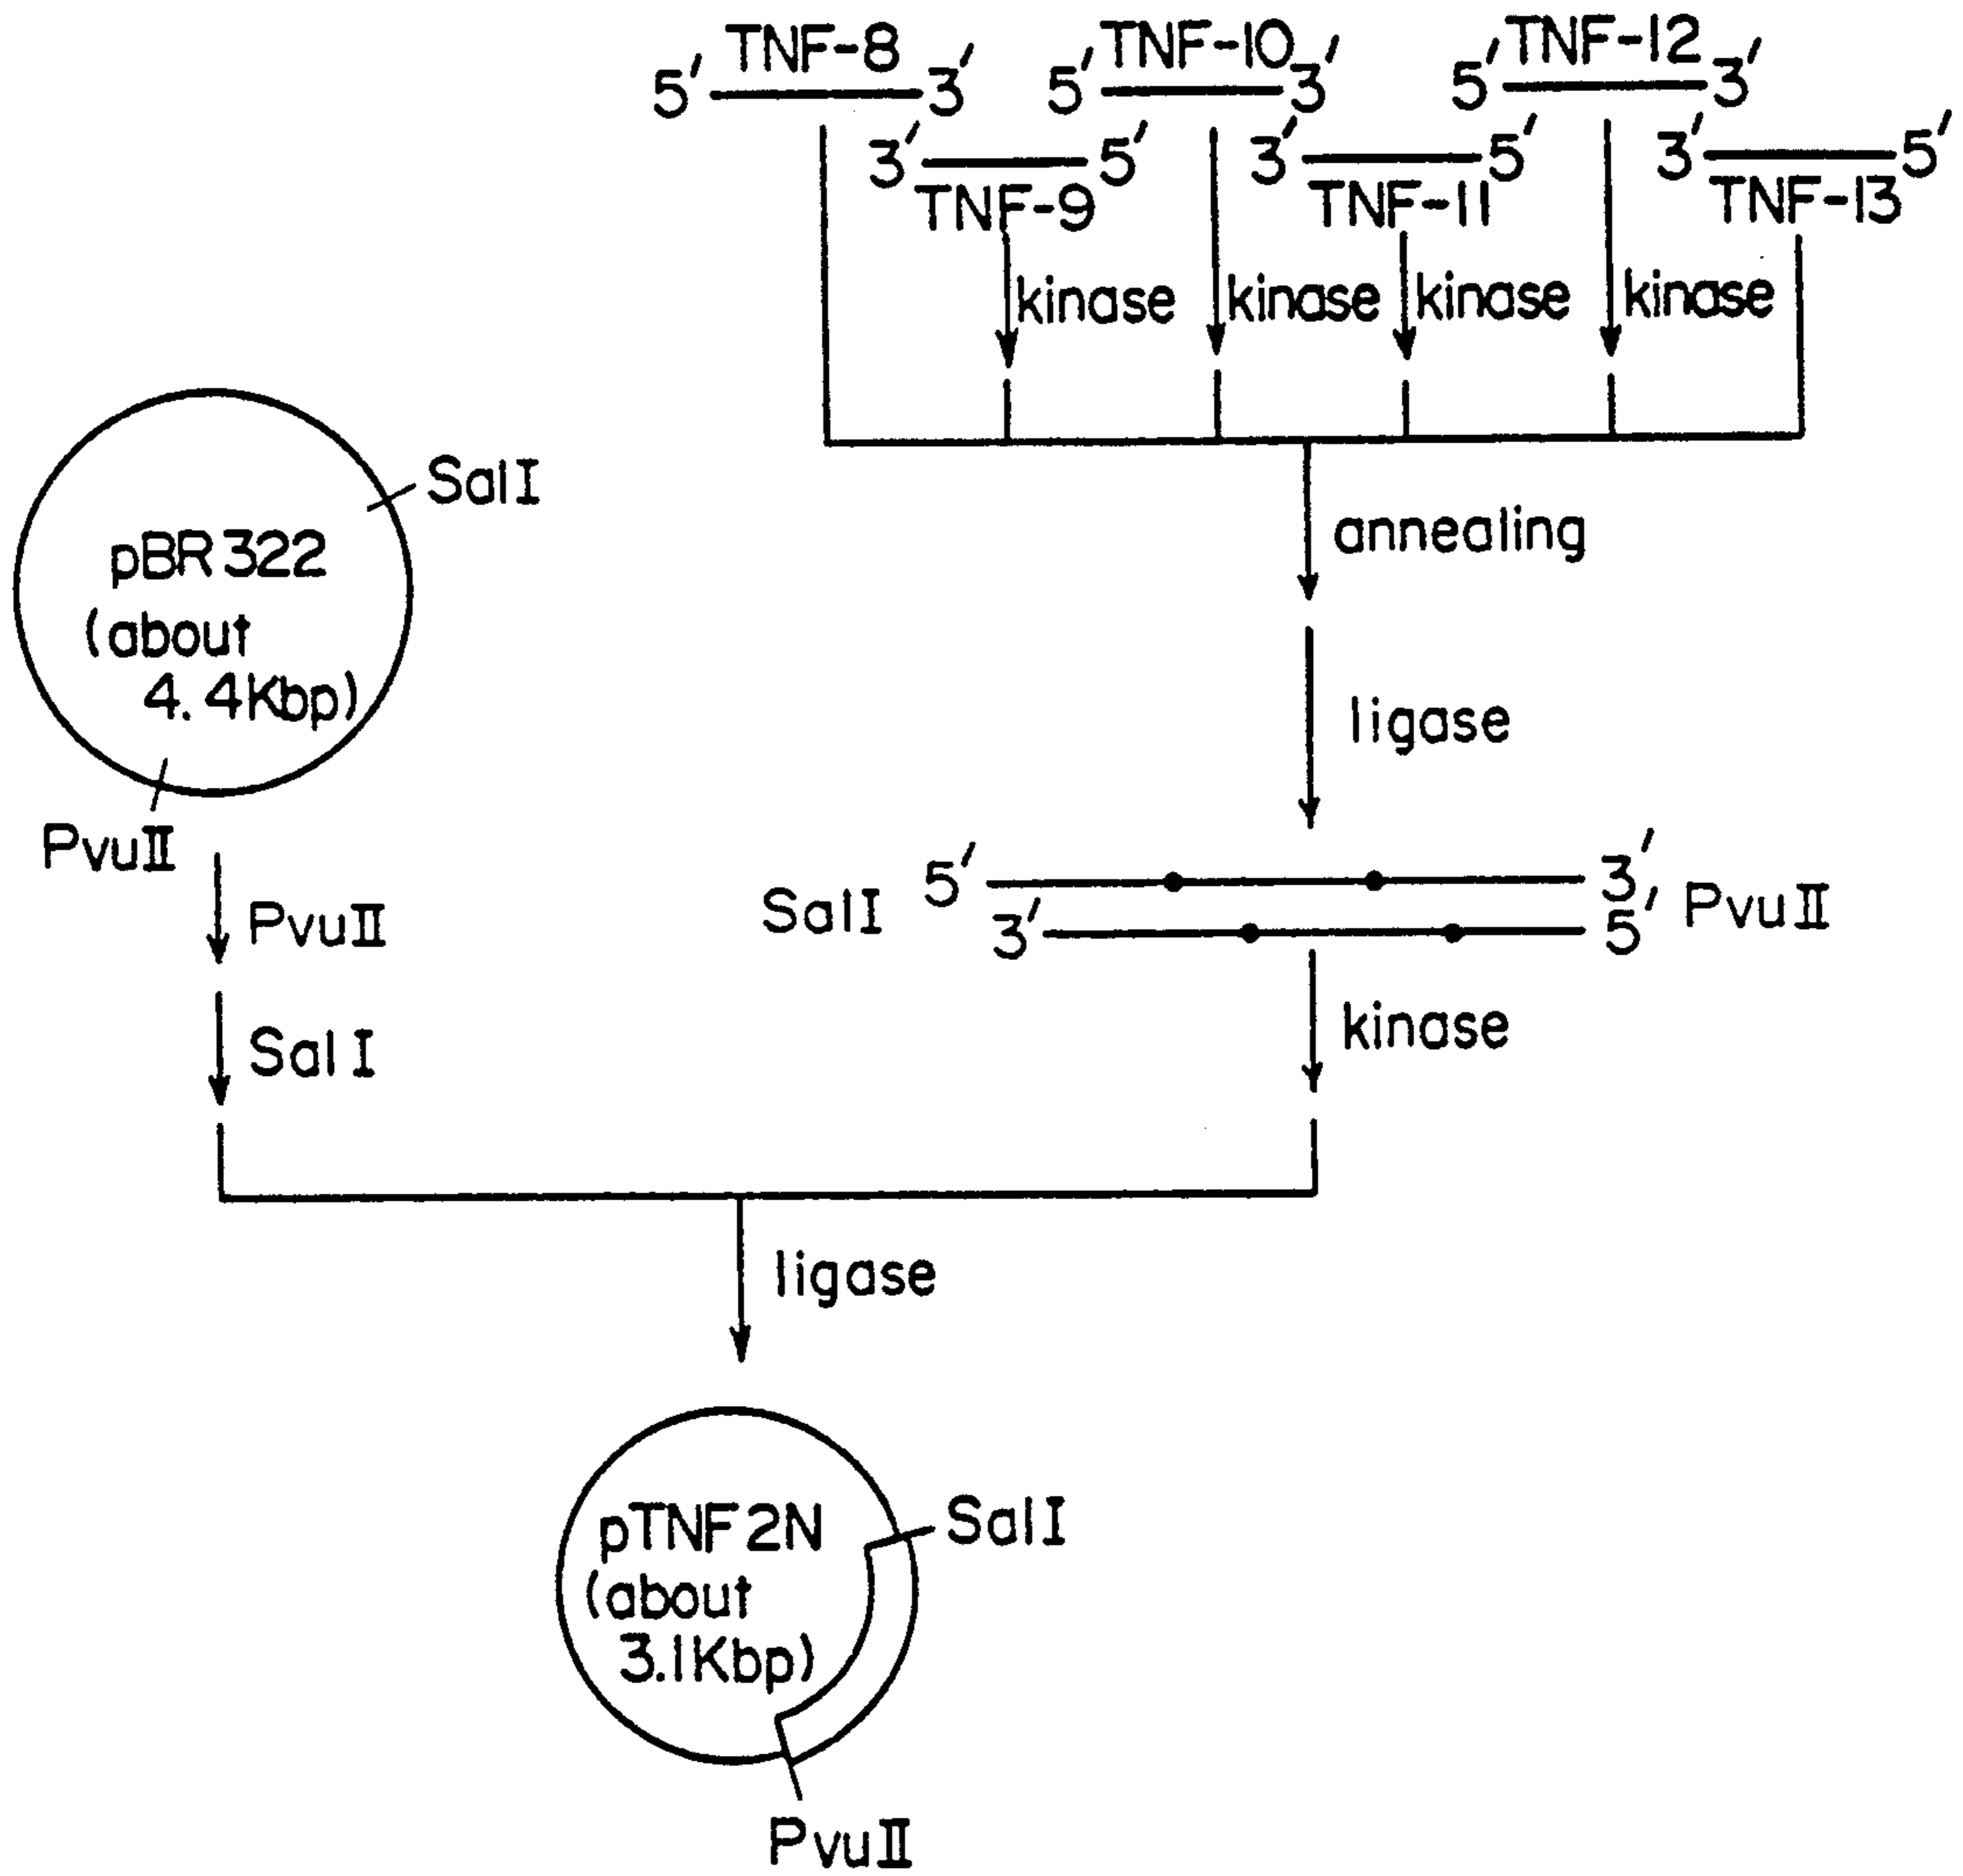 TNF-8 TNF-10 TNF-12
5′ 3′ 5′ 3′ 5′ 3′
3′ 5′ 3′ 5′ 3′ 5′
TNF-9 TNF-11 TNF-13
kinase kinase kinase kinase
SalI
pBR322
(about
4.4Kbp)
PvuII
annealing
ligase
5′ 3′
SalI PvuII
3′ 5′
PvuII
SalI
kinase
ligase
pTNF2N
(about
3.1Kbp)
SalI
PvuII